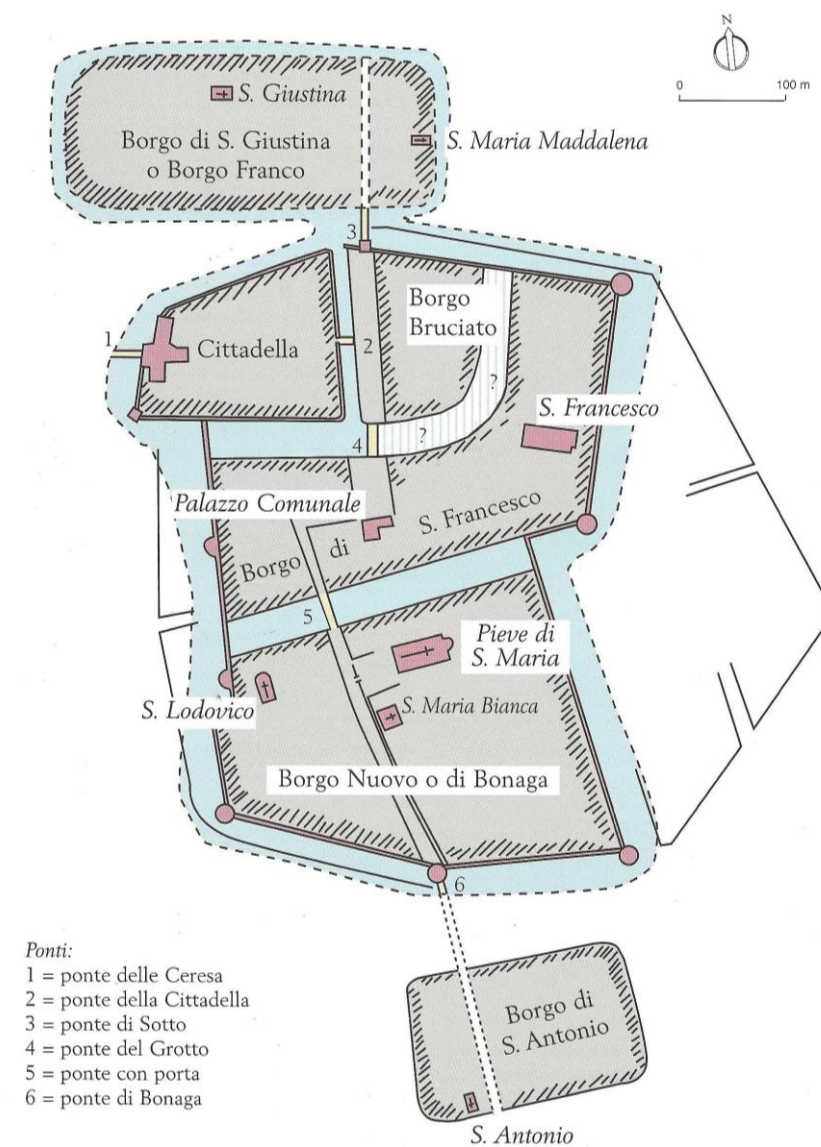 N
0 100 m
S. Giustina
Borgo di S. Giustina
o Borgo Franco
S. Maria Maddalena
3
Borgo
Bruciato
1
Cittadella
2
?
S. Francesco
?
4
Palazzo Comunale
S. Francesco
di
Borgo
5
Pieve di
S. Maria
S. Lodovico
S. Maria Bianca
Borgo Nuovo o di Bonaga
6
Ponti:
1 = ponte delle Ceresa
2 = ponte della Cittadella
3 = ponte di Sotto
4 = ponte del Grotto
5 = ponte con porta
6 = ponte di Bonaga
Borgo di
S. Antonio
S. Antonio